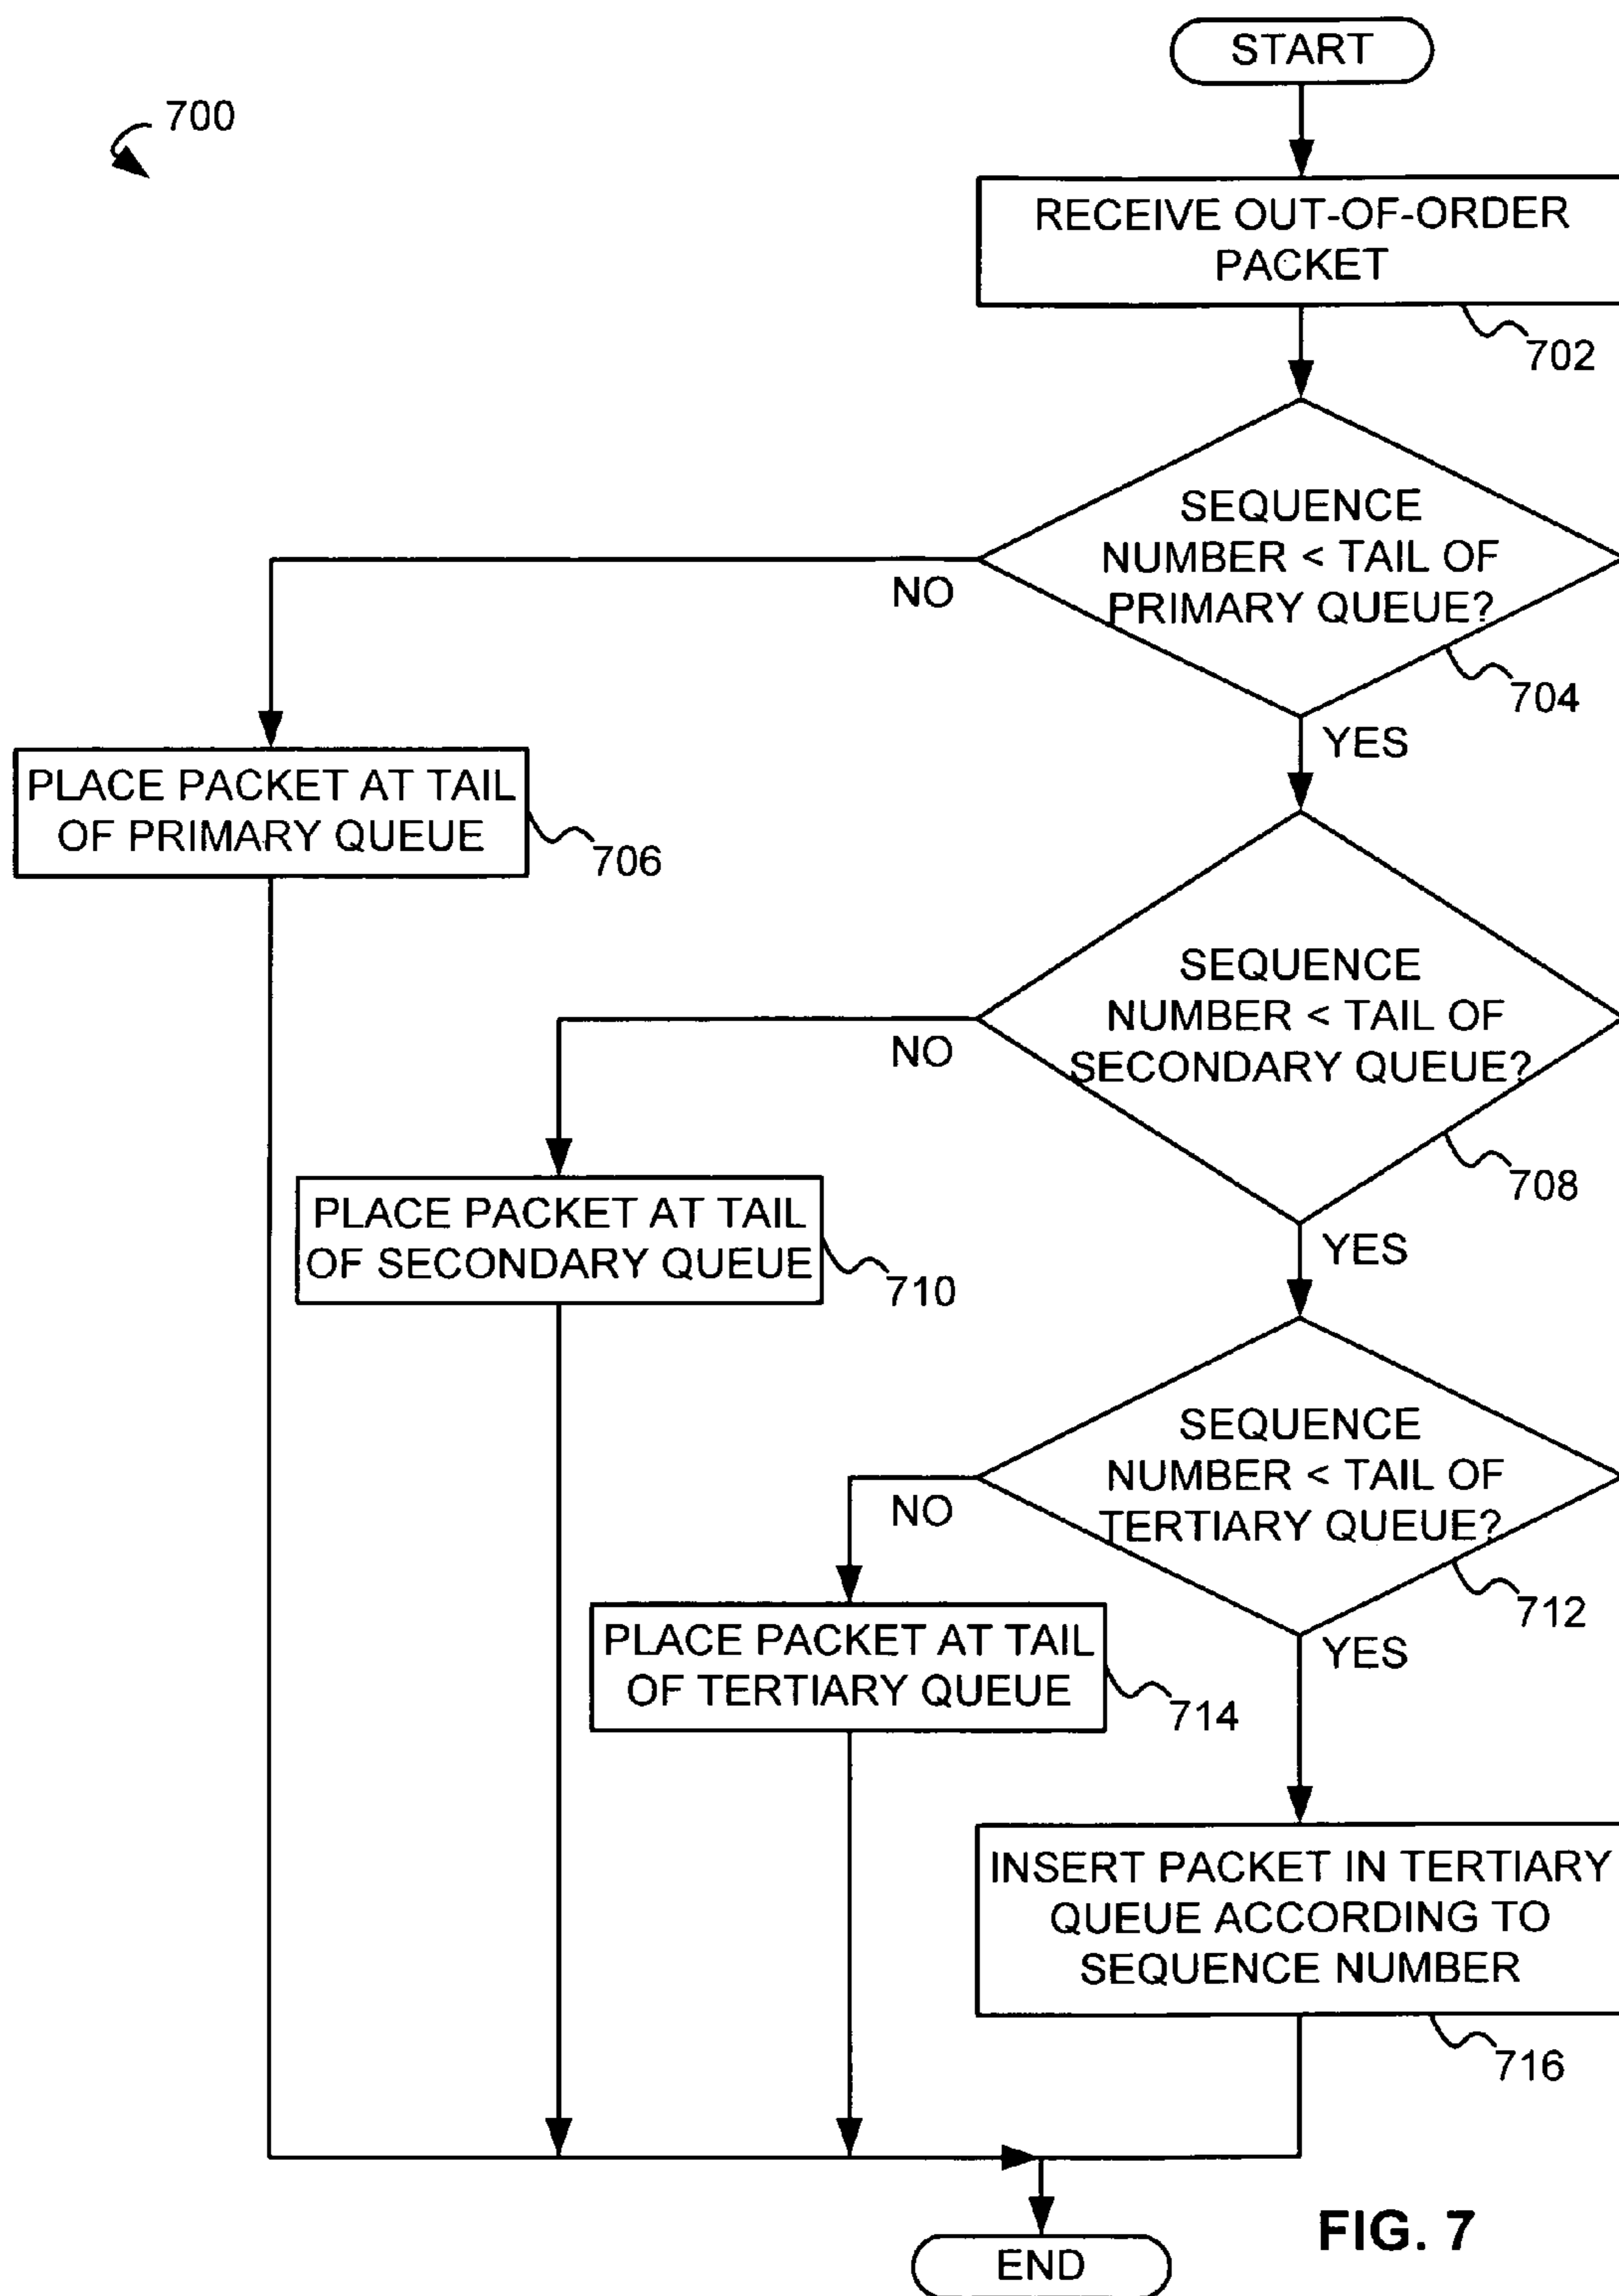 START
700
RECEIVE OUT-OF-ORDER
PACKET
702
SEQUENCE
NUMBER < TAIL OF
PRIMARY QUEUE?
NO
704
YES
PLACE PACKET AT TAIL
OF PRIMARY QUEUE
706
SEQUENCE
NUMBER < TAIL OF
SECONDARY QUEUE?
NO
708
YES
PLACE PACKET AT TAIL
OF SECONDARY QUEUE
710
SEQUENCE
NUMBER < TAIL OF
TERTIARY QUEUE?
NO
712
YES
PLACE PACKET AT TAIL
OF TERTIARY QUEUE
714
INSERT PACKET IN TERTIARY
QUEUE ACCORDING TO
SEQUENCE NUMBER
716
FIG. 7
END